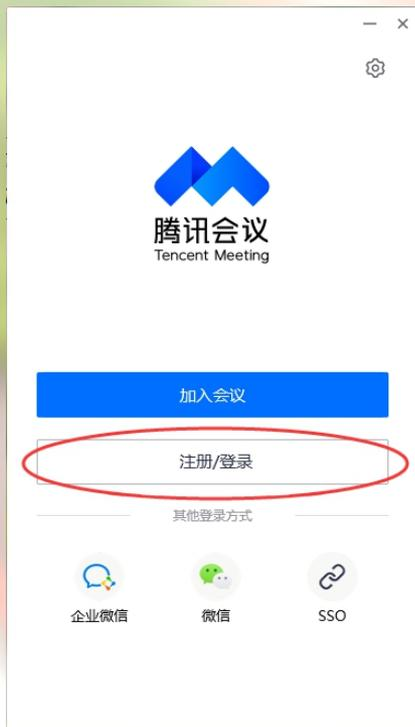 腾讯会议
Tencent Meeting
加入会议
注册/登录
其他登录方式
企业微信
微信
SSO